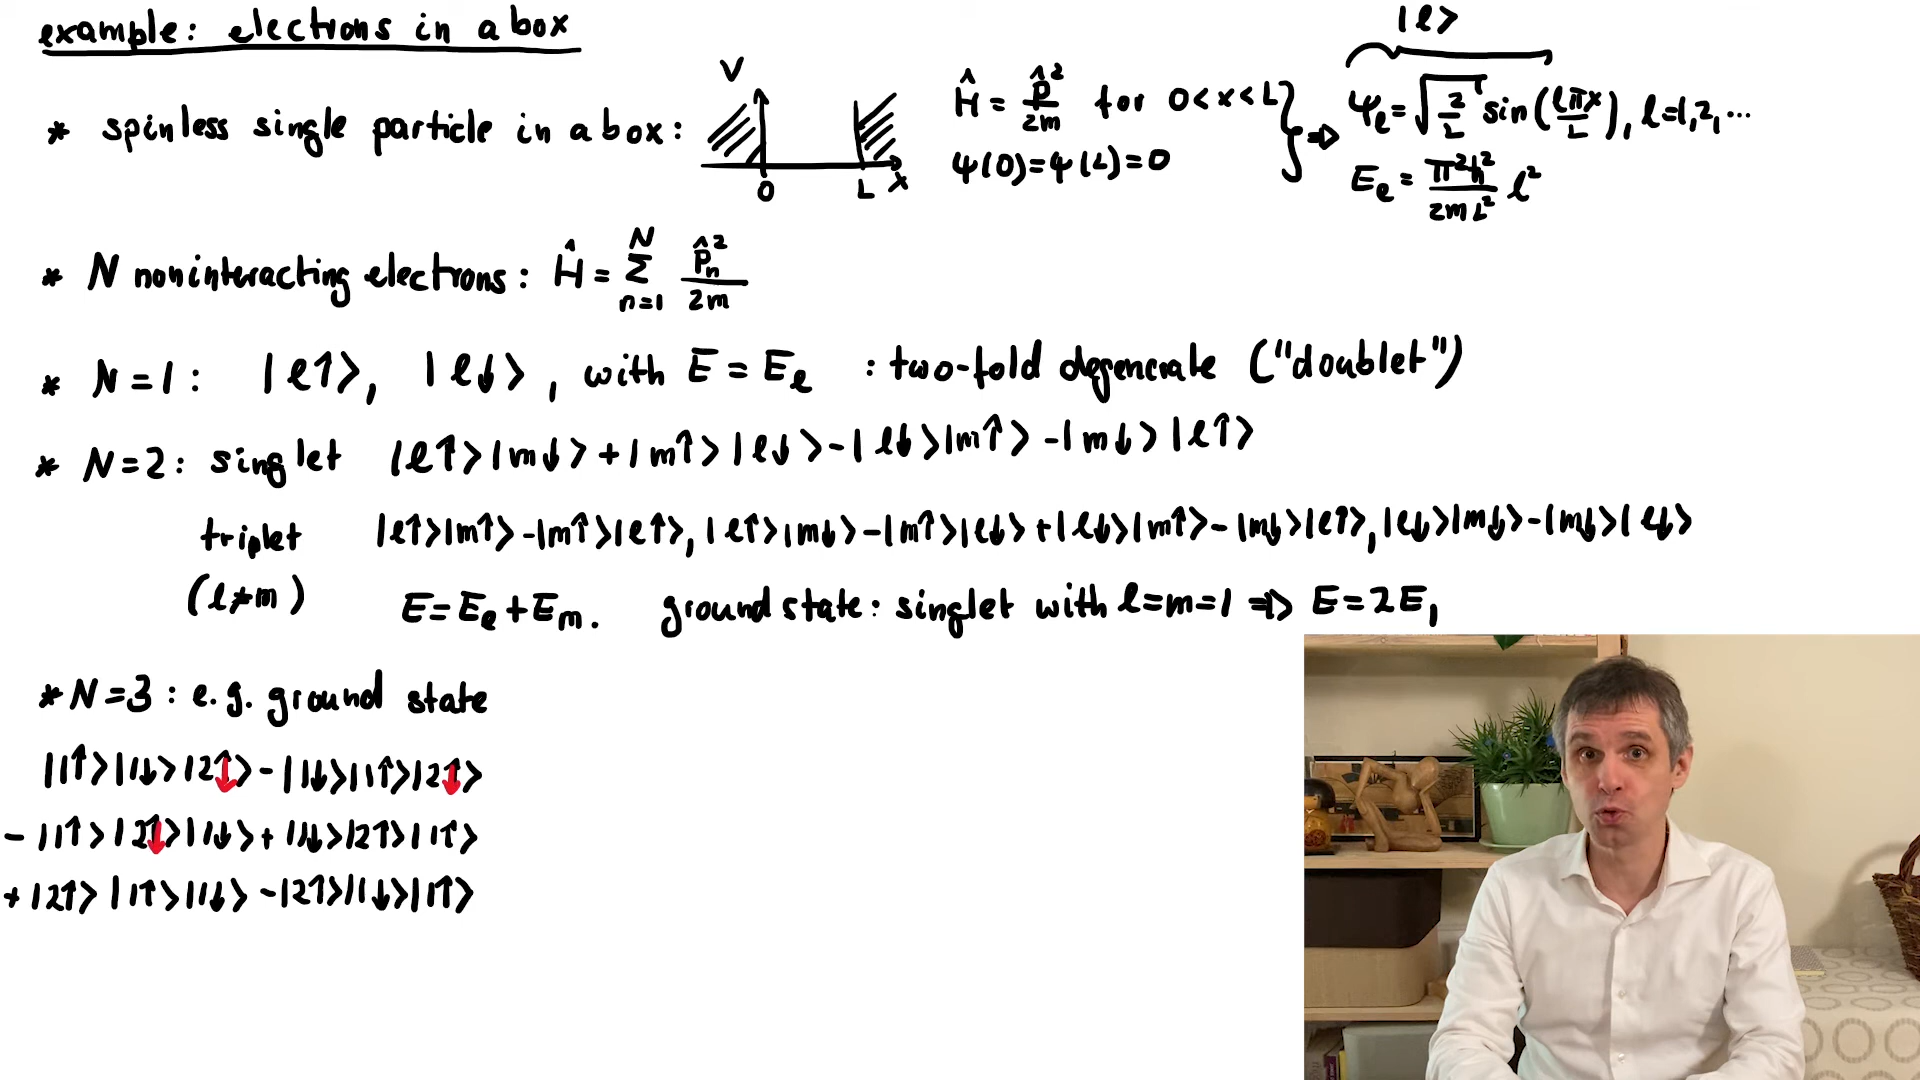 example: electrons in a box
* spinless single particle in a box:
V
0 L x
Ĥ = p̂²/2m for 0<x<L
ψ(0)=ψ(L)=0
} ⇒
|ℓ⟩
ψ_ℓ = √(2/L) sin(ℓπx/L), ℓ=1,2,...
E_ℓ = π²ħ²/2mL² ℓ²
* N noninteracting electrons: Ĥ = Σ_{n=1}^{N} p̂_n²/2m
* N=1: |ℓ↑⟩, |ℓ↓⟩, with E = E_ℓ : two-fold degenerate ("doublet")
* N=2: singlet |ℓ↑⟩|m↓⟩+|m↑⟩|ℓ↓⟩-|ℓ↓⟩|m↑⟩-|m↓⟩|ℓ↑⟩
triplet |ℓ↑⟩|m↑⟩-|m↑⟩|ℓ↑⟩, |ℓ↑⟩|m↓⟩-|m↑⟩|ℓ↓⟩+|ℓ↓⟩|m↑⟩-|m↓⟩|ℓ↑⟩, |ℓ↓⟩|m↓⟩-|m↓⟩|ℓ↓⟩
(ℓ≠m) E=E_ℓ+E_m. ground state: singlet with ℓ=m=1 ⇒ E=2E₁
* N=3: e.g. ground state
|1↑⟩|1↓⟩|2↑↓⟩-|1↓⟩|1↑⟩|2↑↓⟩
-|1↑⟩|2↑↓⟩|1↓⟩+|1↓⟩|2↑⟩|1↑⟩
+|2↑⟩|1↑⟩|1↓⟩-|2↑⟩|1↓⟩|1↑⟩